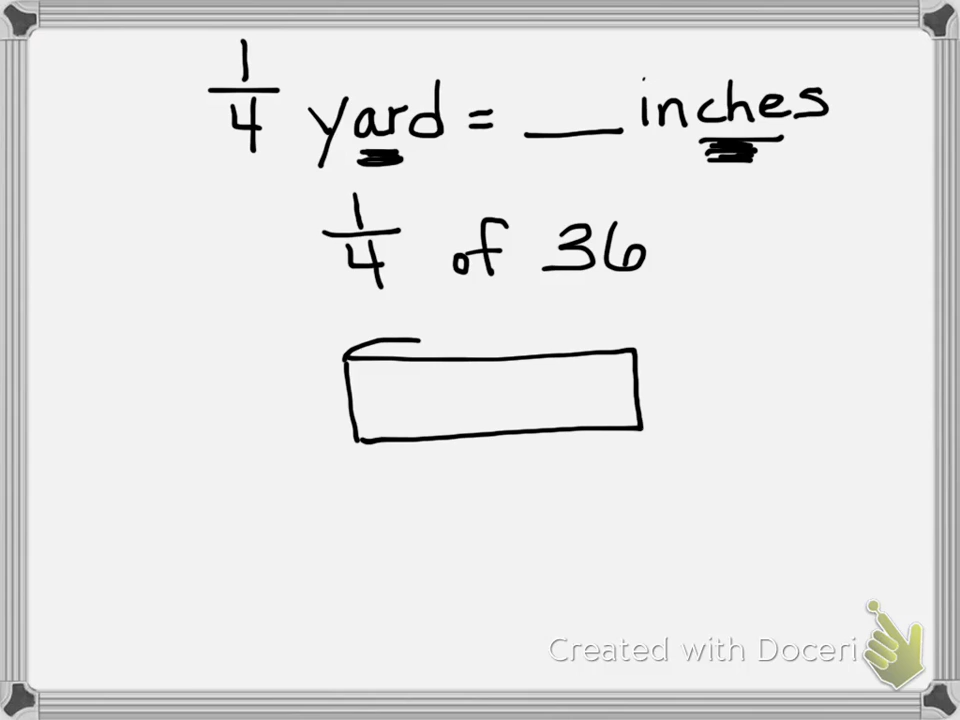 1/4 yard = ___ inches
1/4 of 36
Created with Doceri